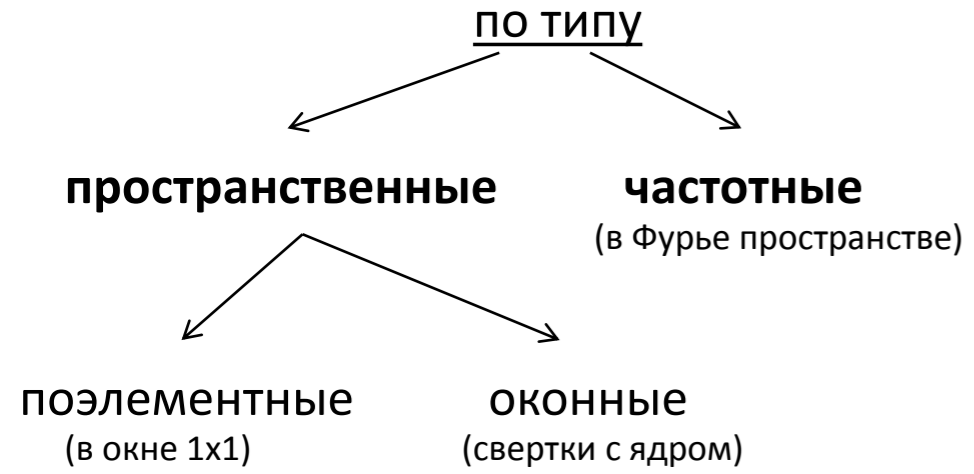 по типу
пространственные частотные
(в Фурье пространстве)
поэлементные оконные
(в окне 1x1) (свертки с ядром)